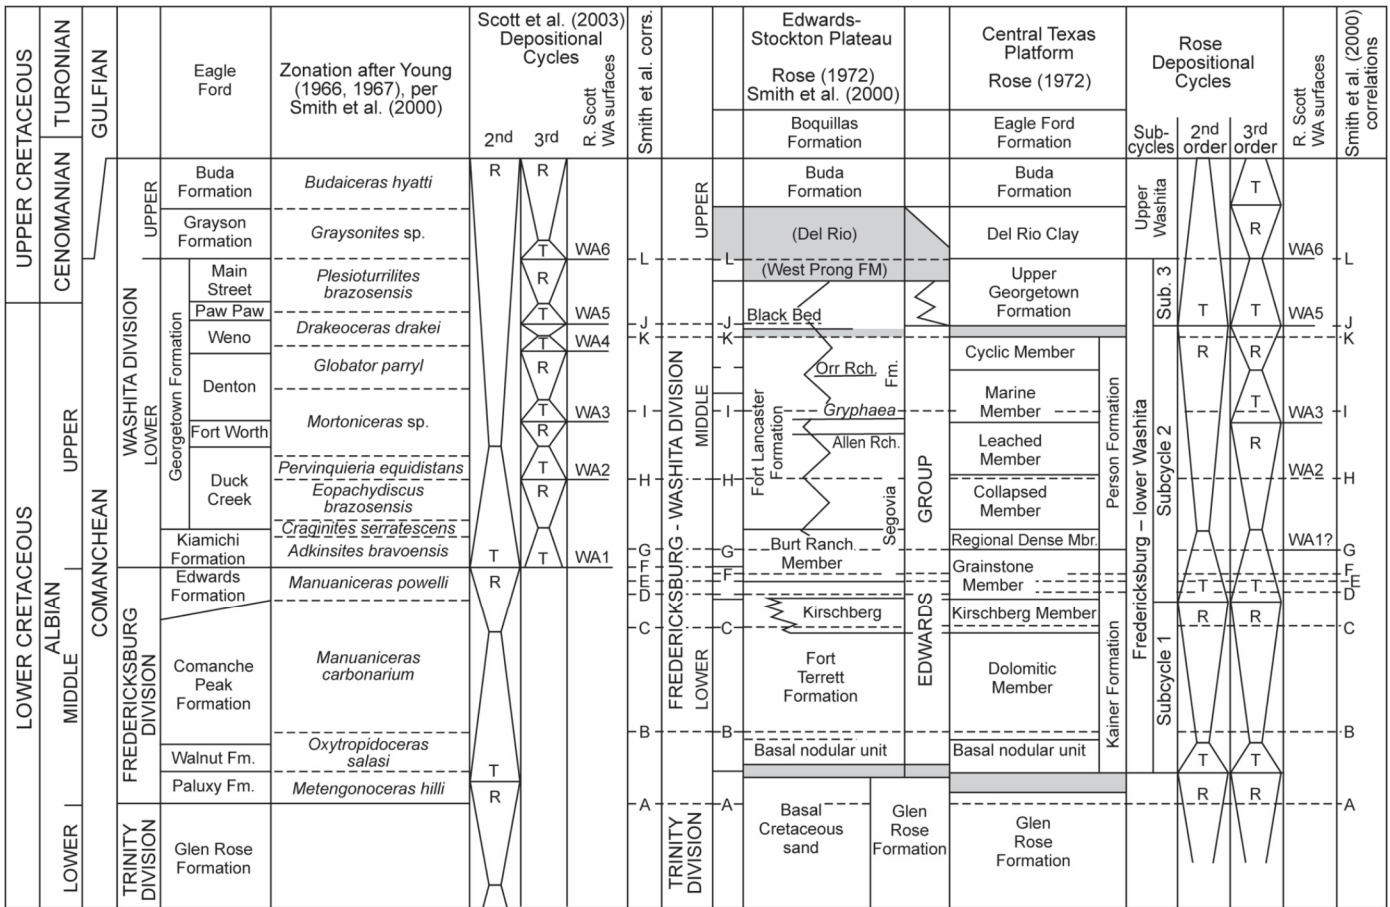 UPPER CRETACEOUS
LOWER CRETACEOUS
TURONIAN
CENOMANIAN
ALBIAN
UPPER
MIDDLE
LOWER
GULFIAN
COMANCHEAN
UPPER
WASHITA DIVISION
LOWER
FREDERICKSBURG
DIVISION
TRINITY
DIVISION
Georgetown Formation
Eagle
Ford
Buda
Formation
Grayson
Formation
Main
Street
Paw Paw
Weno
Denton
Fort Worth
Duck
Creek
Kiamichi
Formation
Edwards
Formation
Comanche
Peak
Formation
Walnut Fm.
Paluxy Fm.
Glen Rose
Formation
Zonation after Young
(1966, 1967), per
Smith et al. (2000)
Budaiceras hyatti
Graysonites sp.
Plesioturrilites
brazosensis
Drakeoceras drakei
Globator parryl
Mortoniceras sp.
Pervinquieria equidistans
Eopachydiscus
brazosensis
Craginites serratescens
Adkinsites bravoensis
Manuaniceras powelli
Manuaniceras
carbonarium
Oxytropidoceras
salasi
Metengonoceras hilli
Scott et al. (2003)
Depositional
Cycles
2nd
3rd
R
T
R
T
R
R
T
R
T
T
R
T
R
T
R
T
R. Scott
WA surfaces
WA6
WA5
WA4
WA3
WA2
WA1
Smith et al. corrs.
L
J
K
I
H
G
F
E
D
C
B
A
FREDERICKSBURG - WASHITA DIVISION
UPPER
MIDDLE
LOWER
TRINITY
DIVISION
L
J
K
I
H
G
F
E
D
C
B
A
Edwards-
Stockton Plateau
Rose (1972)
Smith et al. (2000)
Boquillas
Formation
Buda
Formation
(Del Rio)
(West Prong FM)
Black Bed
Orr Rch.
Gryphaea
Allen Rch.
Fort Lancaster
Formation
Segovia
Fm.
Burt Ranch
Member
Kirschberg
Fort
Terrett
Formation
Basal nodular unit
Basal
Cretaceous
sand
Glen
Rose
Formation
EDWARDS
GROUP
Central Texas
Platform
Rose (1972)
Eagle Ford
Formation
Buda
Formation
Del Rio Clay
Upper
Georgetown
Formation
Cyclic Member
Marine
Member
Leached
Member
Collapsed
Member
Regional Dense Mbr.
Grainstone
Member
Kirschberg Member
Dolomitic
Member
Basal nodular unit
Glen
Rose
Formation
Person Formation
Kainer Formation
Rose
Depositional
Cycles
Sub-
cycles
2nd
order
3rd
order
Upper
Washita
Fredericksburg – lower Washita
Sub. 3
Subcycle 2
Subcycle 1
T
R
T
R
T
R
T
R
T
R
T
R
T
R
T
R
R. Scott
WA surfaces
WA6
WA5
WA3
WA2
WA1?
Smith et al. (2000)
correlations
L
J
K
I
H
G
F
E
D
C
B
A